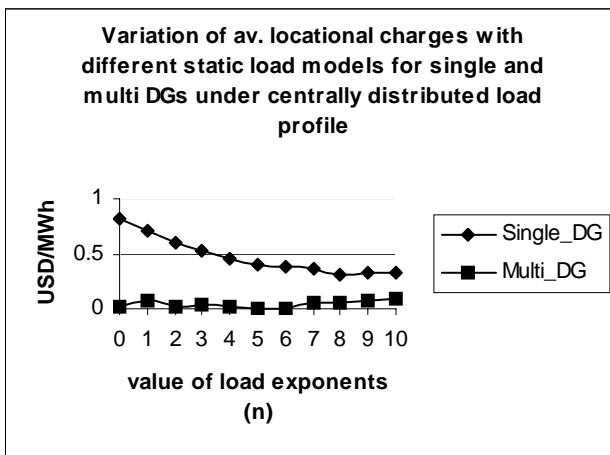 Variation of av. locational charges with
different static load models for single and
multi DGs under centrally distributed load
profile
1
0.5
0
USD/MWh
0 1 2 3 4 5 6 7 8 9 10
value of load exponents
(n)
Single_DG
Multi_DG